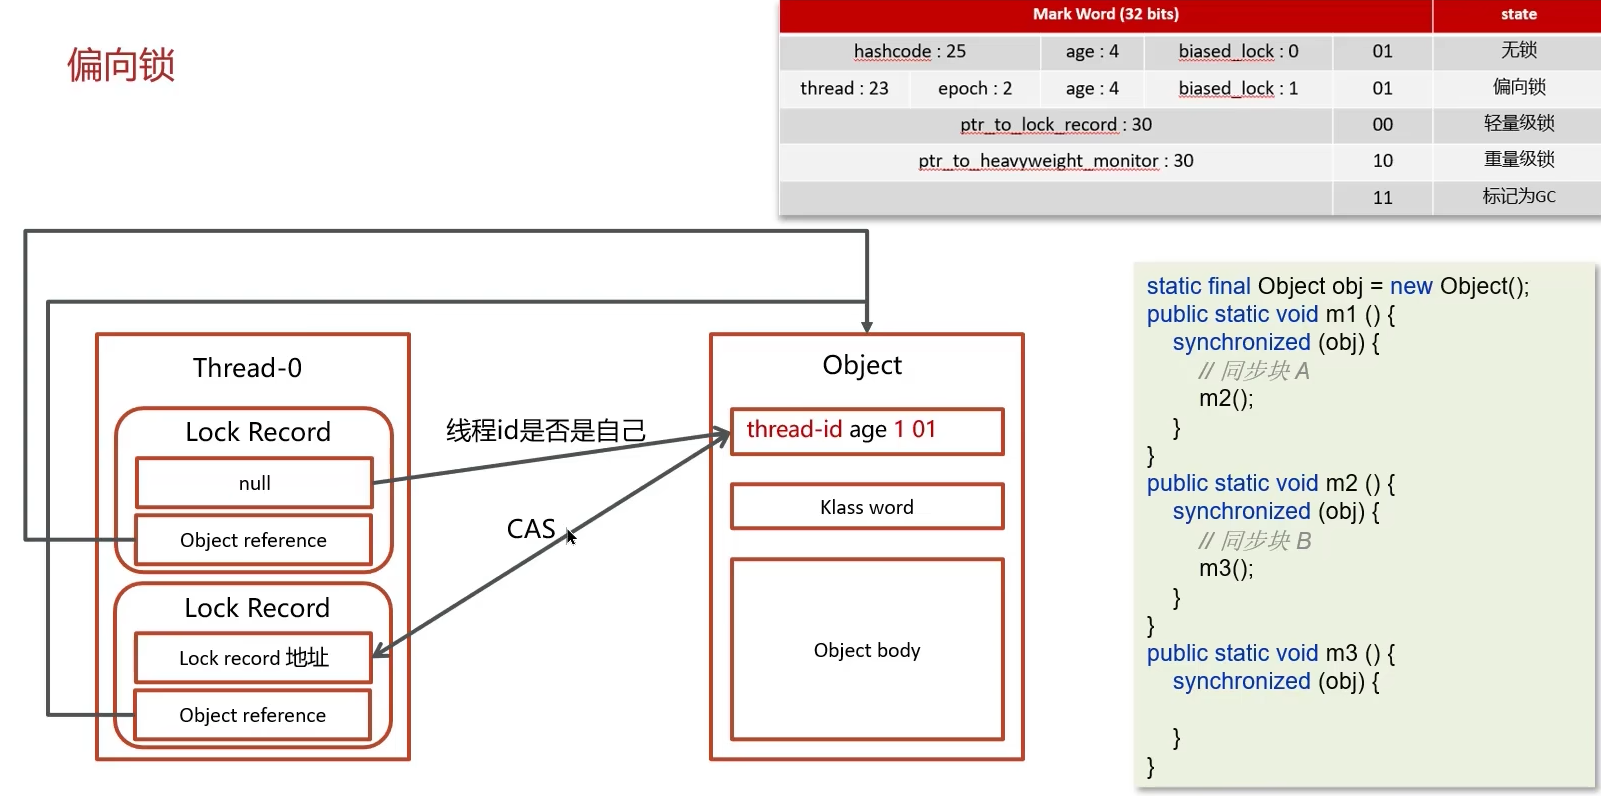 偏向锁
Mark Word (32 bits) state
hashcode : 25 age : 4 biased_lock : 0 01 无锁
thread : 23 epoch : 2 age : 4 biased_lock : 1 01 偏向锁
ptr_to_lock_record : 30 00 轻量级锁
ptr_to_heavyweight_monitor : 30 10 重量级锁
11 标记为GC
Thread-0
Lock Record
null
Object reference
Lock Record
Lock record 地址
Object reference
线程id是否是自己
CAS
Object
thread-id age 1 01
Klass word
Object body
static final Object obj = new Object();
public static void m1 () {
synchronized (obj) {
// 同步块 A
m2();
}
}
public static void m2 () {
synchronized (obj) {
// 同步块 B
m3();
}
}
public static void m3 () {
synchronized (obj) {
}
}